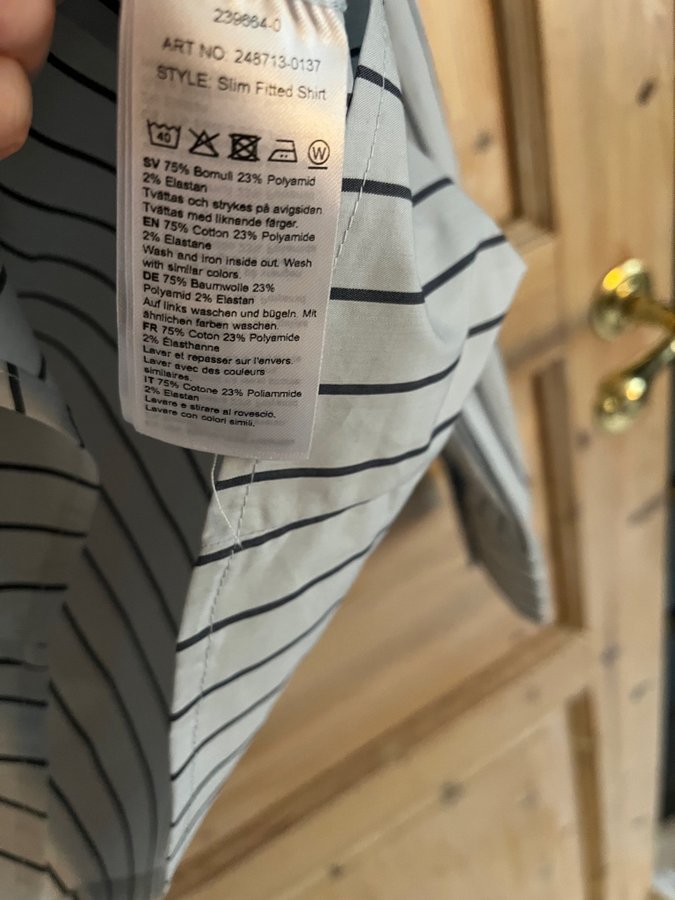 239664-0
ART NO: 248713-0137
STYLE: Slim Fitted Shirt
40 W
SV 75% Bomull 23% Polyamid
2% Elastan
Tvättas och strykes på avigsidan
Tvättas med liknande färger.
EN 75% Cotton 23% Polyamide
2% Elastane
Wash and iron inside out. Wash
with similar colors.
DE 75% Baumwolle 23%
Polyamid 2% Elastan
Auf links waschen und bügeln. Mit
ähnlichen farben waschen.
FR 75% Coton 23% Polyamide
2% Élasthanne
Laver et repasser sur l'envers.
Laver avec des couleurs
similaires.
IT 75% Cotone 23% Poliammide
2% Elastan
Lavare e stirare al rovescio.
Lavare con colori simili.